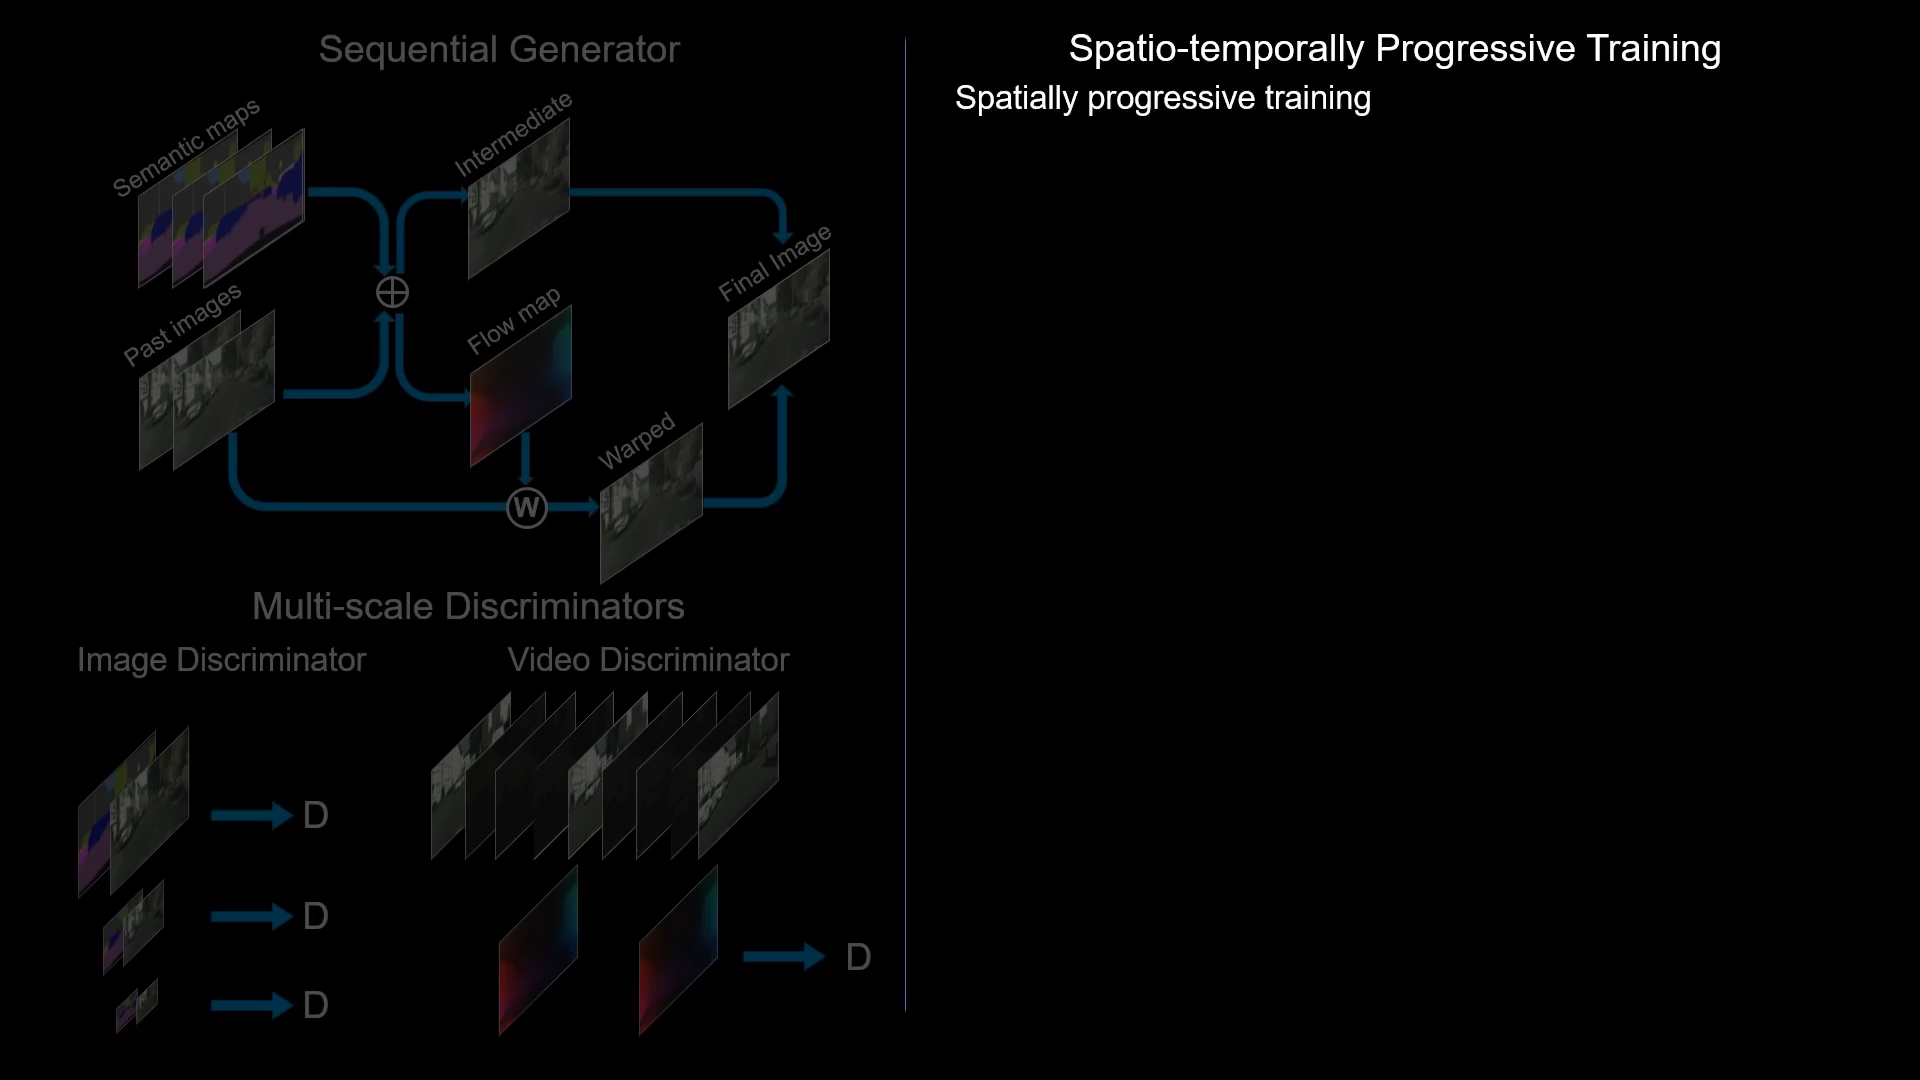 Sequential Generator
Semantic maps
Intermediate
Past images
Flow map
Final Image
Warped
W
Multi-scale Discriminators
Image Discriminator
Video Discriminator
D
D
D
D
Spatio-temporally Progressive Training
Spatially progressive training